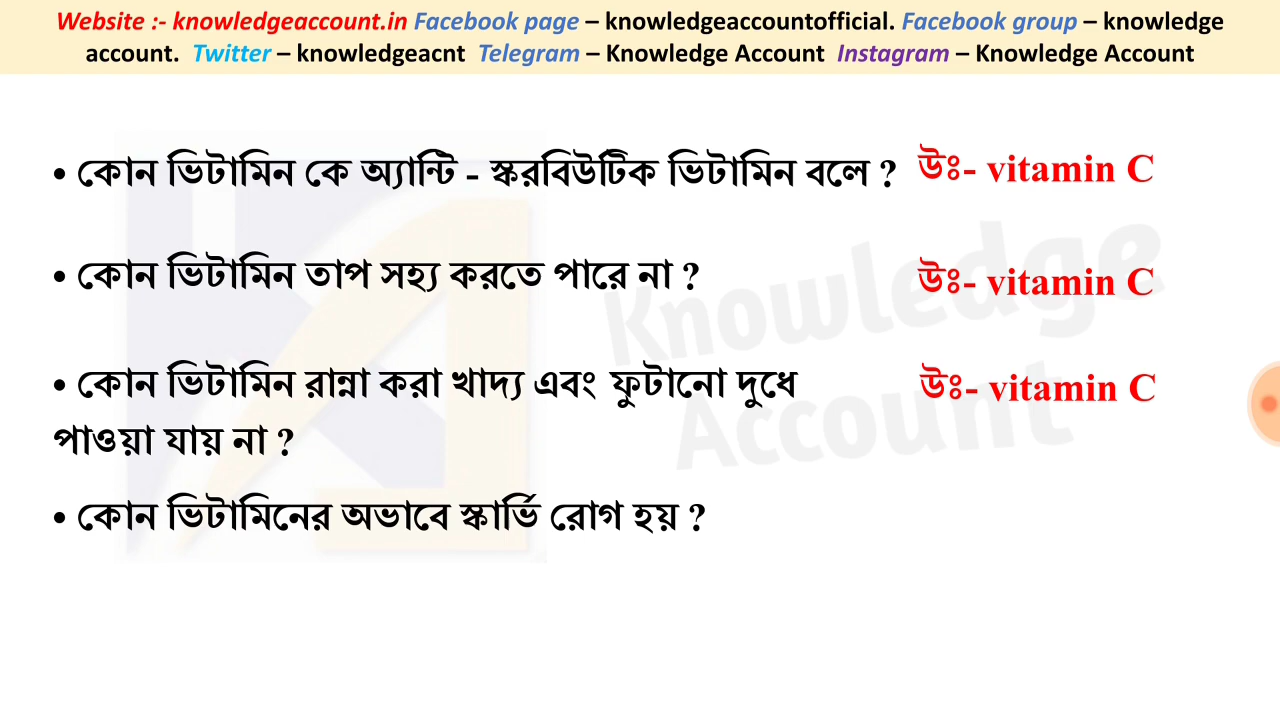 Website :- knowledgeaccount.in Facebook page – knowledgeaccountofficial. Facebook group – knowledge
account. Twitter – knowledgeacnt Telegram – Knowledge Account Instagram – Knowledge Account
• কোন ভিটামিন কে অ্যান্টি - স্করবিউটিক ভিটামিন বলে ? উঃ- vitamin C
• কোন ভিটামিন তাপ সহ্য করতে পারে না ? উঃ- vitamin C
• কোন ভিটামিন রান্না করা খাদ্য এবং ফুটানো দুধে উঃ- vitamin C
পাওয়া যায় না ?
• কোন ভিটামিনের অভাবে স্কার্ভি রোগ হয় ?
Knowledge
Account